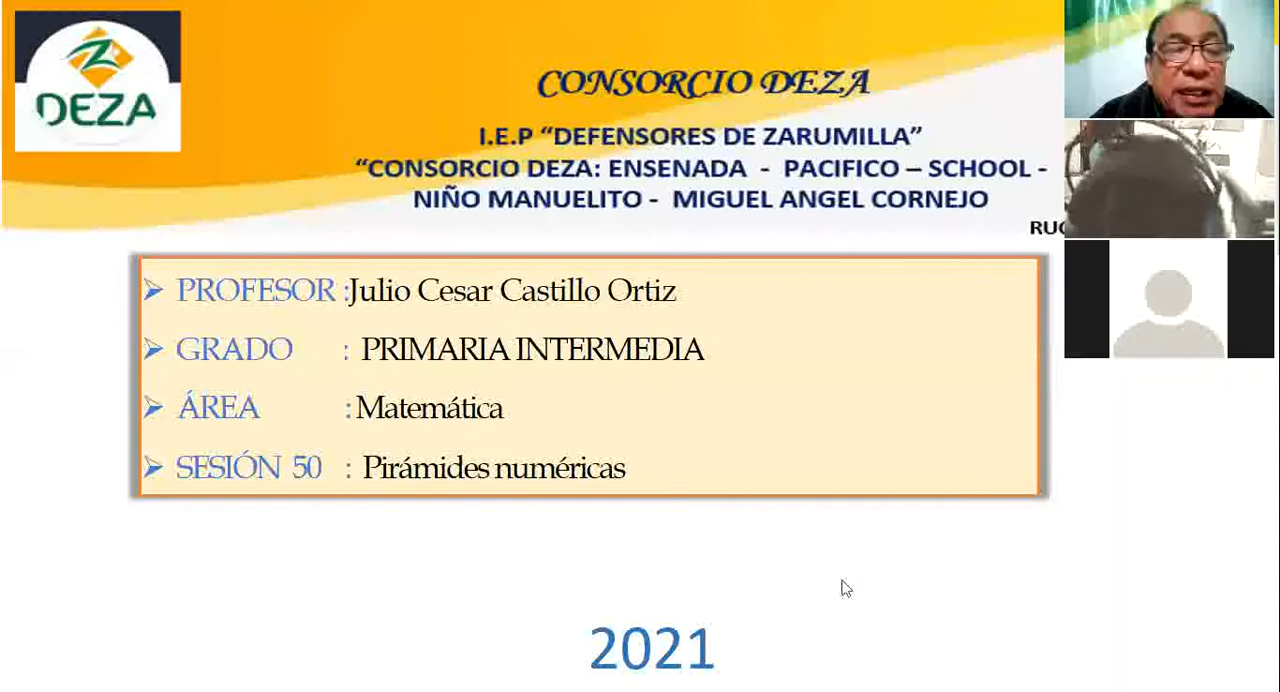 DEZA
CONSORCIO DEZA
I.E.P “DEFENSORES DE ZARUMILLA”
“CONSORCIO DEZA: ENSENADA - PACIFICO – SCHOOL -
NIÑO MANUELITO - MIGUEL ANGEL CORNEJO
PROFESOR : Julio Cesar Castillo Ortiz
GRADO : PRIMARIA INTERMEDIA
ÁREA : Matemática
SESIÓN 50 : Pirámides numéricas
2021